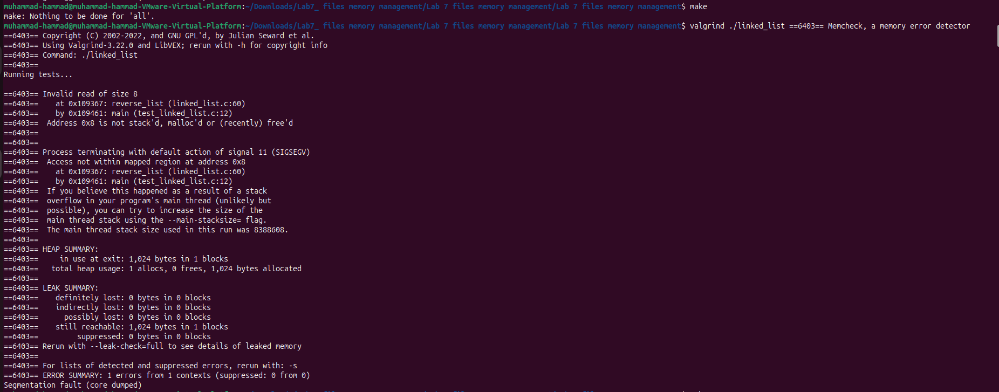 muhammad-hammad@muhammad-hammad-VMware-Virtual-Platform:~/Downloads/Lab7_ files memory management/Lab 7 files memory management/Lab 7 files memory management$ make
make: Nothing to be done for 'all'.
muhammad-hammad@muhammad-hammad-VMware-Virtual-Platform:~/Downloads/Lab7_ files memory management/Lab 7 files memory management/Lab 7 files memory management$ valgrind ./linked_list ==6403== Memcheck, a memory error detector
==6403== Copyright (C) 2002-2022, and GNU GPL'd, by Julian Seward et al.
==6403== Using Valgrind-3.22.0 and LibVEX; rerun with -h for copyright info
==6403== Command: ./linked_list
==6403==
Running tests...
==6403== Invalid read of size 8
==6403==    at 0x109367: reverse_list (linked_list.c:60)
==6403==    by 0x109461: main (test_linked_list.c:12)
==6403==  Address 0x8 is not stack'd, malloc'd or (recently) free'd
==6403==
==6403==
==6403== Process terminating with default action of signal 11 (SIGSEGV)
==6403==  Access not within mapped region at address 0x8
==6403==    at 0x109367: reverse_list (linked_list.c:60)
==6403==    by 0x109461: main (test_linked_list.c:12)
==6403==  If you believe this happened as a result of a stack
==6403==  overflow in your program's main thread (unlikely but
==6403==  possible), you can try to increase the size of the
==6403==  main thread stack using the --main-stacksize= flag.
==6403==  The main thread stack size used in this run was 8388608.
==6403==
==6403== HEAP SUMMARY:
==6403==     in use at exit: 1,024 bytes in 1 blocks
==6403==   total heap usage: 1 allocs, 0 frees, 1,024 bytes allocated
==6403==
==6403== LEAK SUMMARY:
==6403==    definitely lost: 0 bytes in 0 blocks
==6403==    indirectly lost: 0 bytes in 0 blocks
==6403==      possibly lost: 0 bytes in 0 blocks
==6403==    still reachable: 1,024 bytes in 1 blocks
==6403==         suppressed: 0 bytes in 0 blocks
==6403== Rerun with --leak-check=full to see details of leaked memory
==6403==
==6403== For lists of detected and suppressed errors, rerun with: -s
==6403== ERROR SUMMARY: 1 errors from 1 contexts (suppressed: 0 from 0)
Segmentation fault (core dumped)